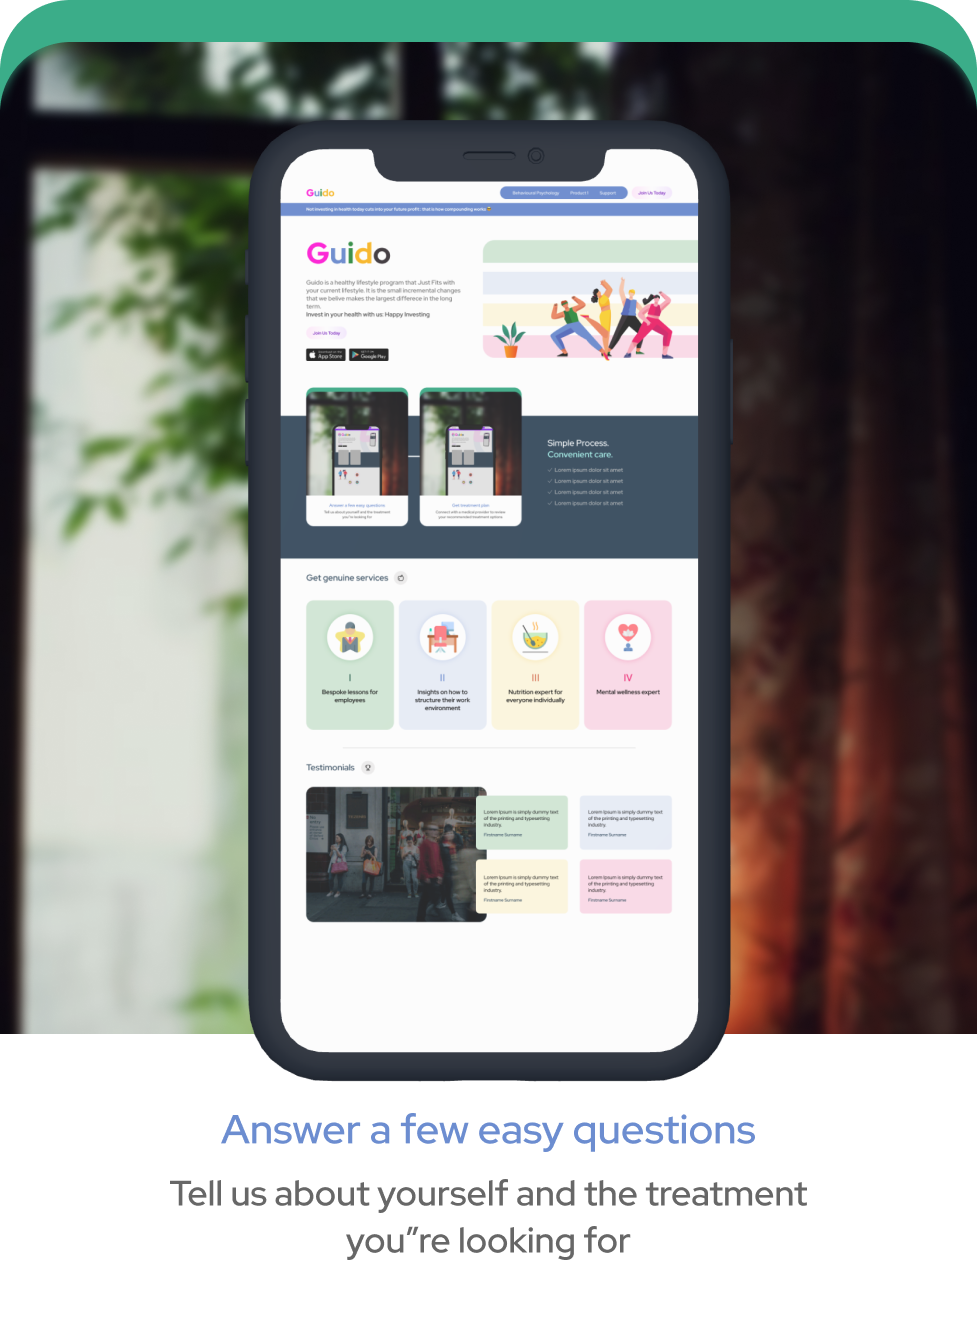 Guido
Behavioural Psychology Product I Support Join Us Today
Not investing in health today cuts into your future profit: that is how compounding works
Guido
Guido is a healthy lifestyle program that Just Fits with
your current lifestyle. It is the small incremental changes
that we belive makes the largest differece in the long
term.
Invest in your health with us: Happy Investing
Join Us Today
App Store
Google Play
Answer a few easy questions
Tell us about yourself and the treatment
you're looking for.
Get treatment plan
Connect with a medical provider to review
your recommended treatment options.
Simple Process.
Convenient care.
Lorem ipsum dolor sit amet
Lorem ipsum dolor sit amet
Lorem ipsum dolor sit amet
Lorem ipsum dolor sit amet
Get genuine services
I
Bespoke lessons for
employees
II
Insights on how to
structure their work
environment
III
Nutrition expert for
everyone individually
IV
Mental wellness expert
Testimonials
Lorem Ipsum is simply dummy text
of the printing and typesetting
industry.
Firstname Surname
Lorem Ipsum is simply dummy text
of the printing and typesetting
industry.
Firstname Surname
Lorem Ipsum is simply dummy text
of the printing and typesetting
industry.
Firstname Surname
Lorem Ipsum is simply dummy text
of the printing and typesetting
industry.
Firstname Surname
Answer a few easy questions
Tell us about yourself and the treatment
you”re looking for